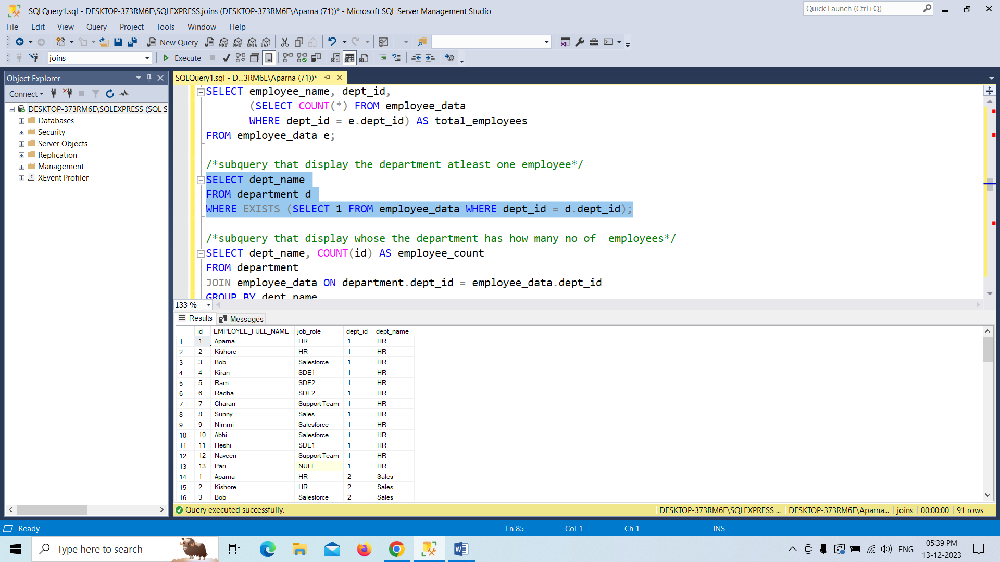 SQLQuery1.sql - DESKTOP-373RM6E\SQLEXPRESS.joins (DESKTOP-373RM6E\Aparna (71))* - Microsoft SQL Server Management Studio
Quick Launch (Ctrl+Q)
File Edit View Query Project Tools Window Help
New Query MDX DMX XMLA DAX
joins Execute
Object Explorer
SQLQuery1.sql - D...3RM6E\Aparna (71))*
Connect
DESKTOP-373RM6E\SQLEXPRESS (SQL S
Databases
Security
Server Objects
Replication
Management
XEvent Profiler
SELECT employee_name, dept_id,
(SELECT COUNT(*) FROM employee_data
WHERE dept_id = e.dept_id) AS total_employees
FROM employee_data e;
/*subquery that display the department atleast one employee*/
SELECT dept_name
FROM department d
WHERE EXISTS (SELECT 1 FROM employee_data WHERE dept_id = d.dept_id);
/*subquery that display whose the department has how many no of  employees*/
SELECT dept_name, COUNT(id) AS employee_count
FROM department
JOIN employee_data ON department.dept_id = employee_data.dept_id
GROUP BY dept_name
133 %
Results Messages
id EMPLOYEE_FULL_NAME job_role dept_id dept_name
1 1 Aparna HR 1 HR
2 2 Kishore HR 1 HR
3 3 Bob Salesforce 1 HR
4 4 Kiran SDE1 1 HR
5 5 Ram SDE2 1 HR
6 6 Radha SDE2 1 HR
7 7 Charan Support Team 1 HR
8 8 Sunny Sales 1 HR
9 9 Nimmi Salesforce 1 HR
10 10 Abhi Salesforce 1 HR
11 11 Heshi SDE1 1 HR
12 12 Naveen Support Team 1 HR
13 13 Pari NULL 1 HR
14 1 Aparna HR 2 Sales
15 2 Kishore HR 2 Sales
16 3 Bob Salesforce 2 Sales
Query executed successfully.
DESKTOP-373RM6E\SQLEXPRESS ... DESKTOP-373RM6E\Aparna... joins 00:00:00 91 rows
Ready Ln 85 Col 1 Ch 1 INS
Type here to search
ENG
05:39 PM
13-12-2023